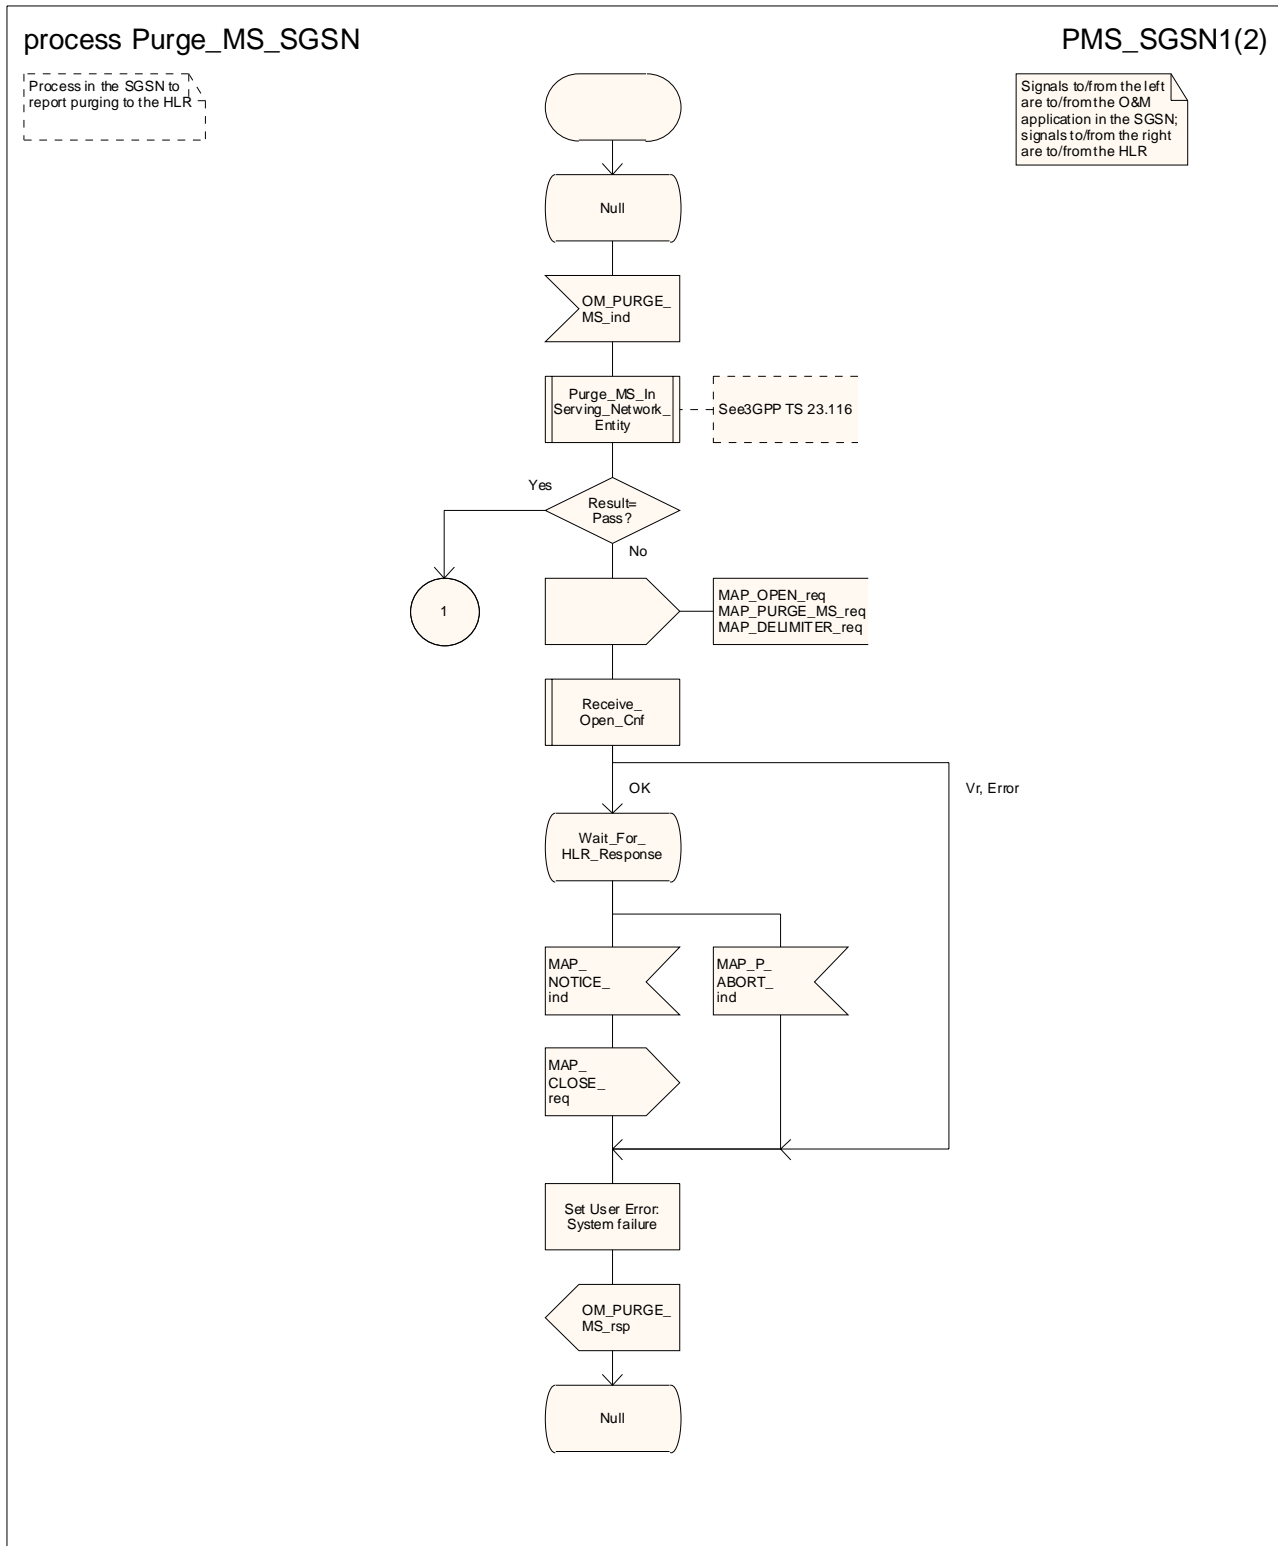 process Purge_MS_SGSN
PMS_SGSN1(2)
Process in the SGSN to
report purging to the HLR
Signals to/from the left
are to/from the O&M
application in the SGSN;
signals to/from the right
are to/from the HLR
Null
OM_PURGE_
MS_ind
Purge_MS_In
Serving_Network_
Entity
See3GPP TS 23.116
Yes
Result=
Pass?
No
1
MAP_OPEN_req
MAP_PURGE_MS_req
MAP_DELIMITER_req
Receive_
Open_Cnf
OK
Vr, Error
Wait_For_
HLR_Response
MAP_
NOTICE_
ind
MAP_P_
ABORT_
ind
MAP_
CLOSE_
req
Set User Error:
System failure
OM_PURGE_
MS_rsp
Null